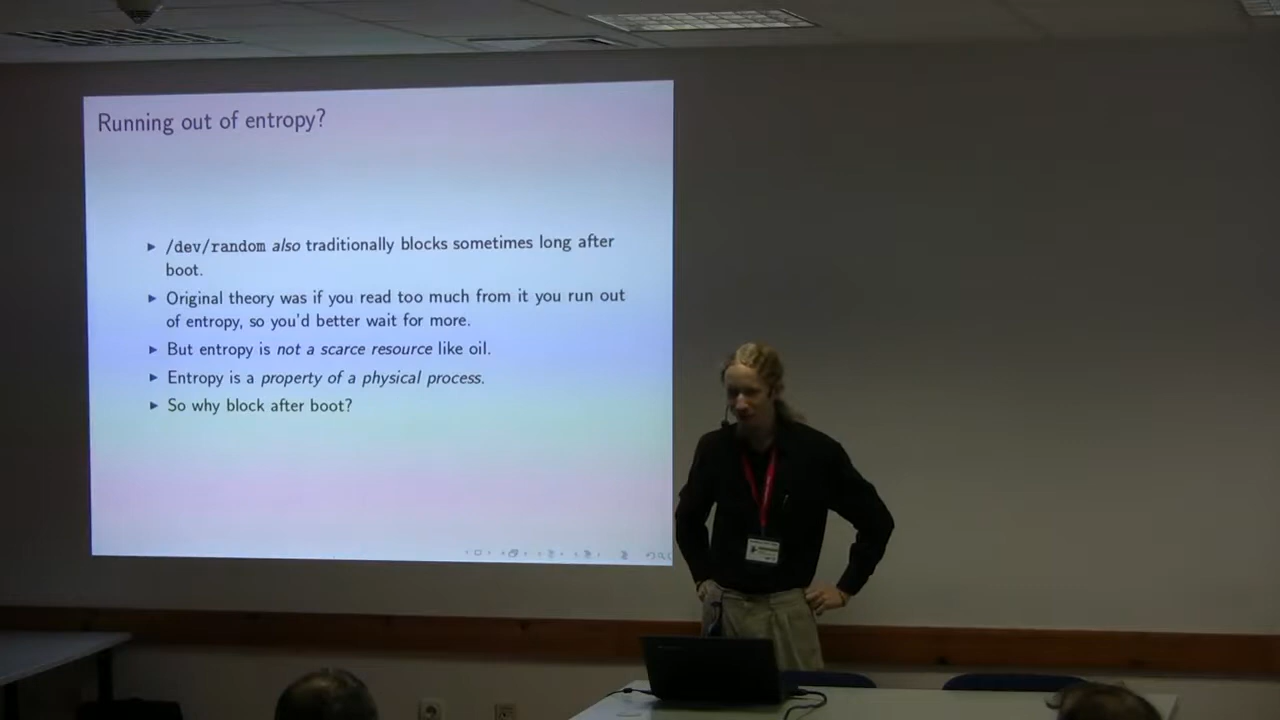 Running out of entropy?
▶ /dev/random also traditionally blocks sometimes long after
boot.
▶ Original theory was if you read too much from it you run out
of entropy, so you'd better wait for more.
▶ But entropy is not a scarce resource like oil.
▶ Entropy is a property of a physical process.
▶ So why block after boot?